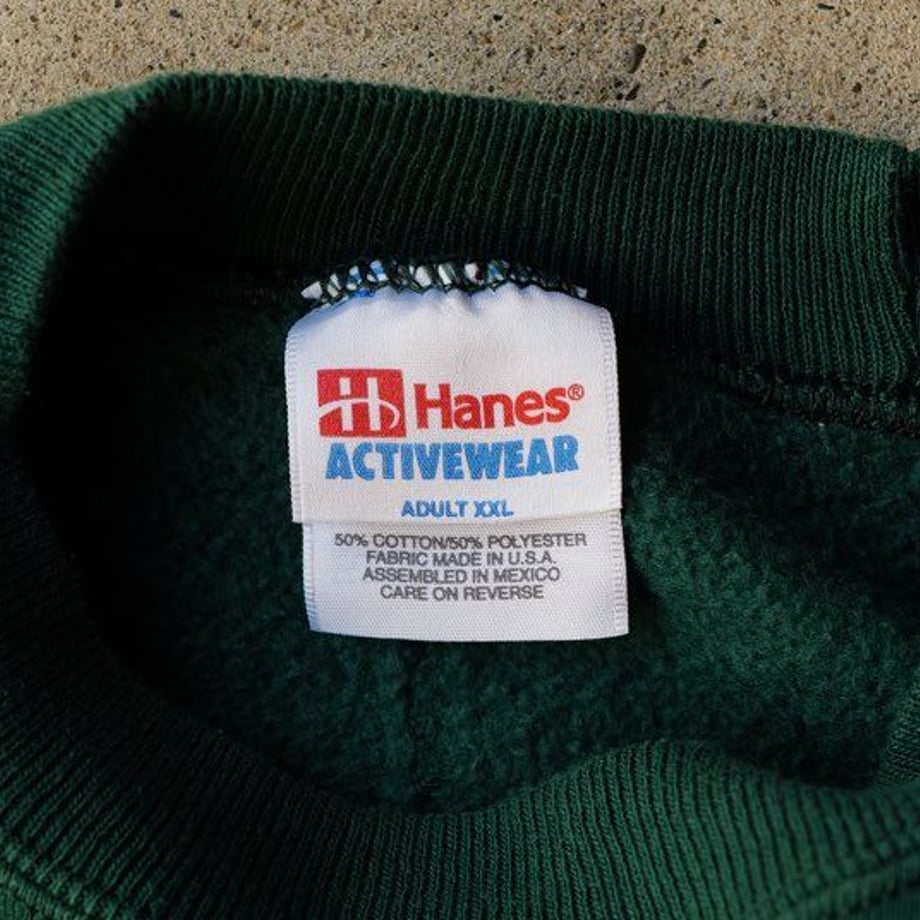 Hanes®
ACTIVEWEAR
ADULT XXL
50% COTTON/50% POLYESTER
FABRIC MADE IN U.S.A.
ASSEMBLED IN MEXICO
CARE ON REVERSE